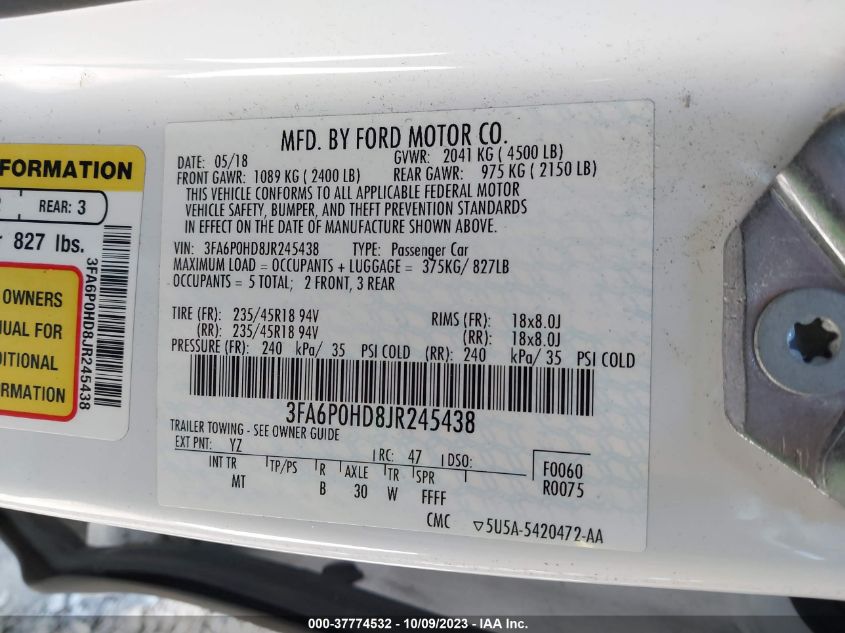 MFD. BY FORD MOTOR CO.
DATE: 05/18 GVWR: 2041 KG ( 4500 LB)
FRONT GAWR: 1089 KG ( 2400 LB) REAR GAWR: 975 KG ( 2150 LB)
THIS VEHICLE CONFORMS TO ALL APPLICABLE FEDERAL MOTOR
VEHICLE SAFETY, BUMPER, AND THEFT PREVENTION STANDARDS
IN EFFECT ON THE DATE OF MANUFACTURE SHOWN ABOVE.
VIN: 3FA6P0HD8JR245438 TYPE: Passenger Car
MAXIMUM LOAD = OCCUPANTS + LUGGAGE = 375KG/ 827LB
OCCUPANTS = 5 TOTAL; 2 FRONT, 3 REAR
TIRE (FR): 235/45R18 94V RIMS (FR): 18x8.0J
(RR): 235/45R18 94V (RR): 18x8.0J
PRESSURE (FR): 240 kPa/ 35 PSI COLD (RR): 240 kPa/ 35 PSI COLD
3FA6P0HD8JR245438
TRAILER TOWING - SEE OWNER GUIDE
EXT PNT: YZ RC: 47 DSO: F0060
INT TR TP/PS R AXLE TR SPR R0075
MT B 30 W FFFF
CMC ▽5U5A-5420472-AA
FORMATION
REAR: 3
827 lbs.
3FA6P0HD8JR245438
OWNERS
FOR
INFORMATION
000-37774532 - 10/09/2023 - IAA Inc.